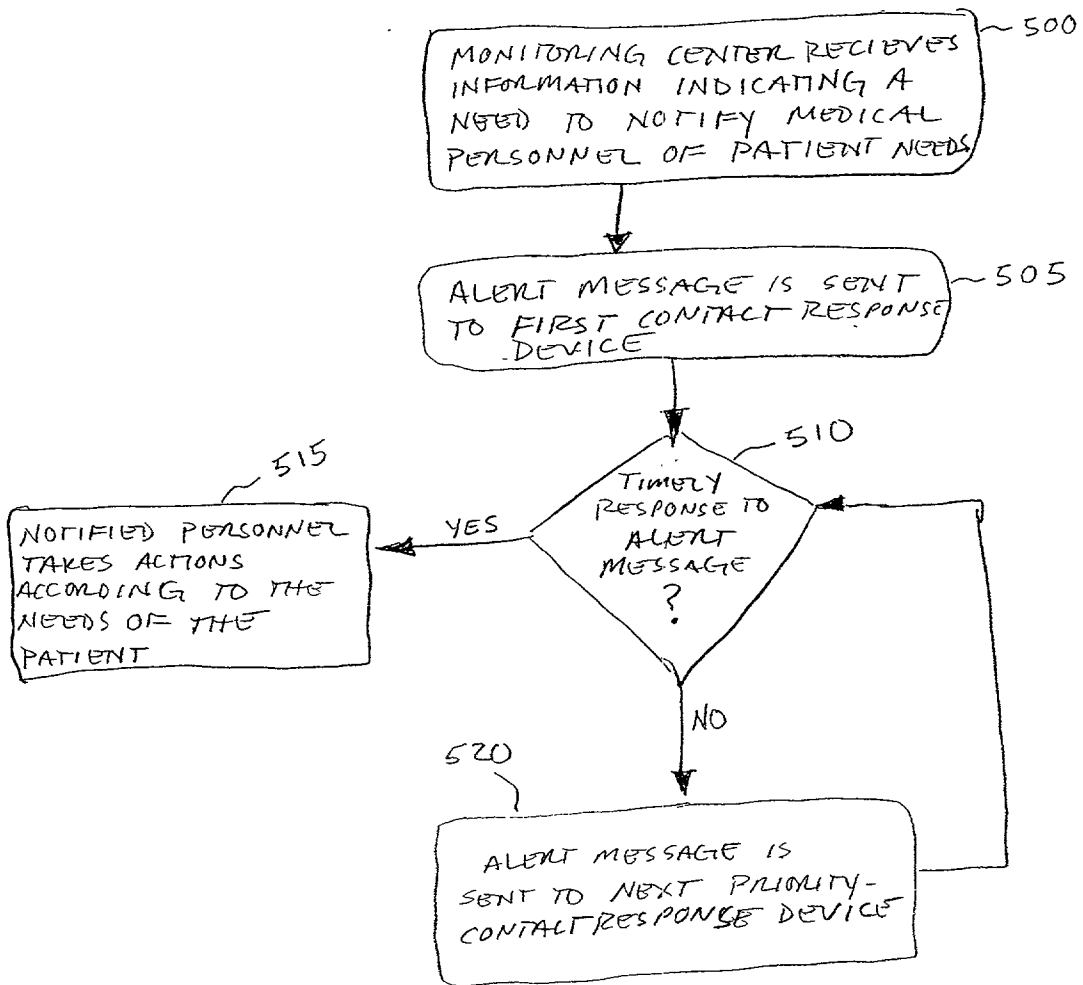 500
MONITORING CENTER RECIEVES
INFORMATION INDICATING A
NEED TO NOTIFY MEDICAL
PERSONNEL OF PATIENT NEEDS
505
ALERT MESSAGE IS SENT
TO FIRST CONTACT RESPONSE
DEVICE
510
TIMELY
RESPONSE TO
ALERT
MESSAGE
?
YES
515
NOTIFIED PERSONNEL
TAKES ACTIONS
ACCORDING TO THE
NEEDS OF THE
PATIENT
NO
520
ALERT MESSAGE IS
SENT TO NEXT PRIORITY-
CONTACT RESPONSE DEVICE